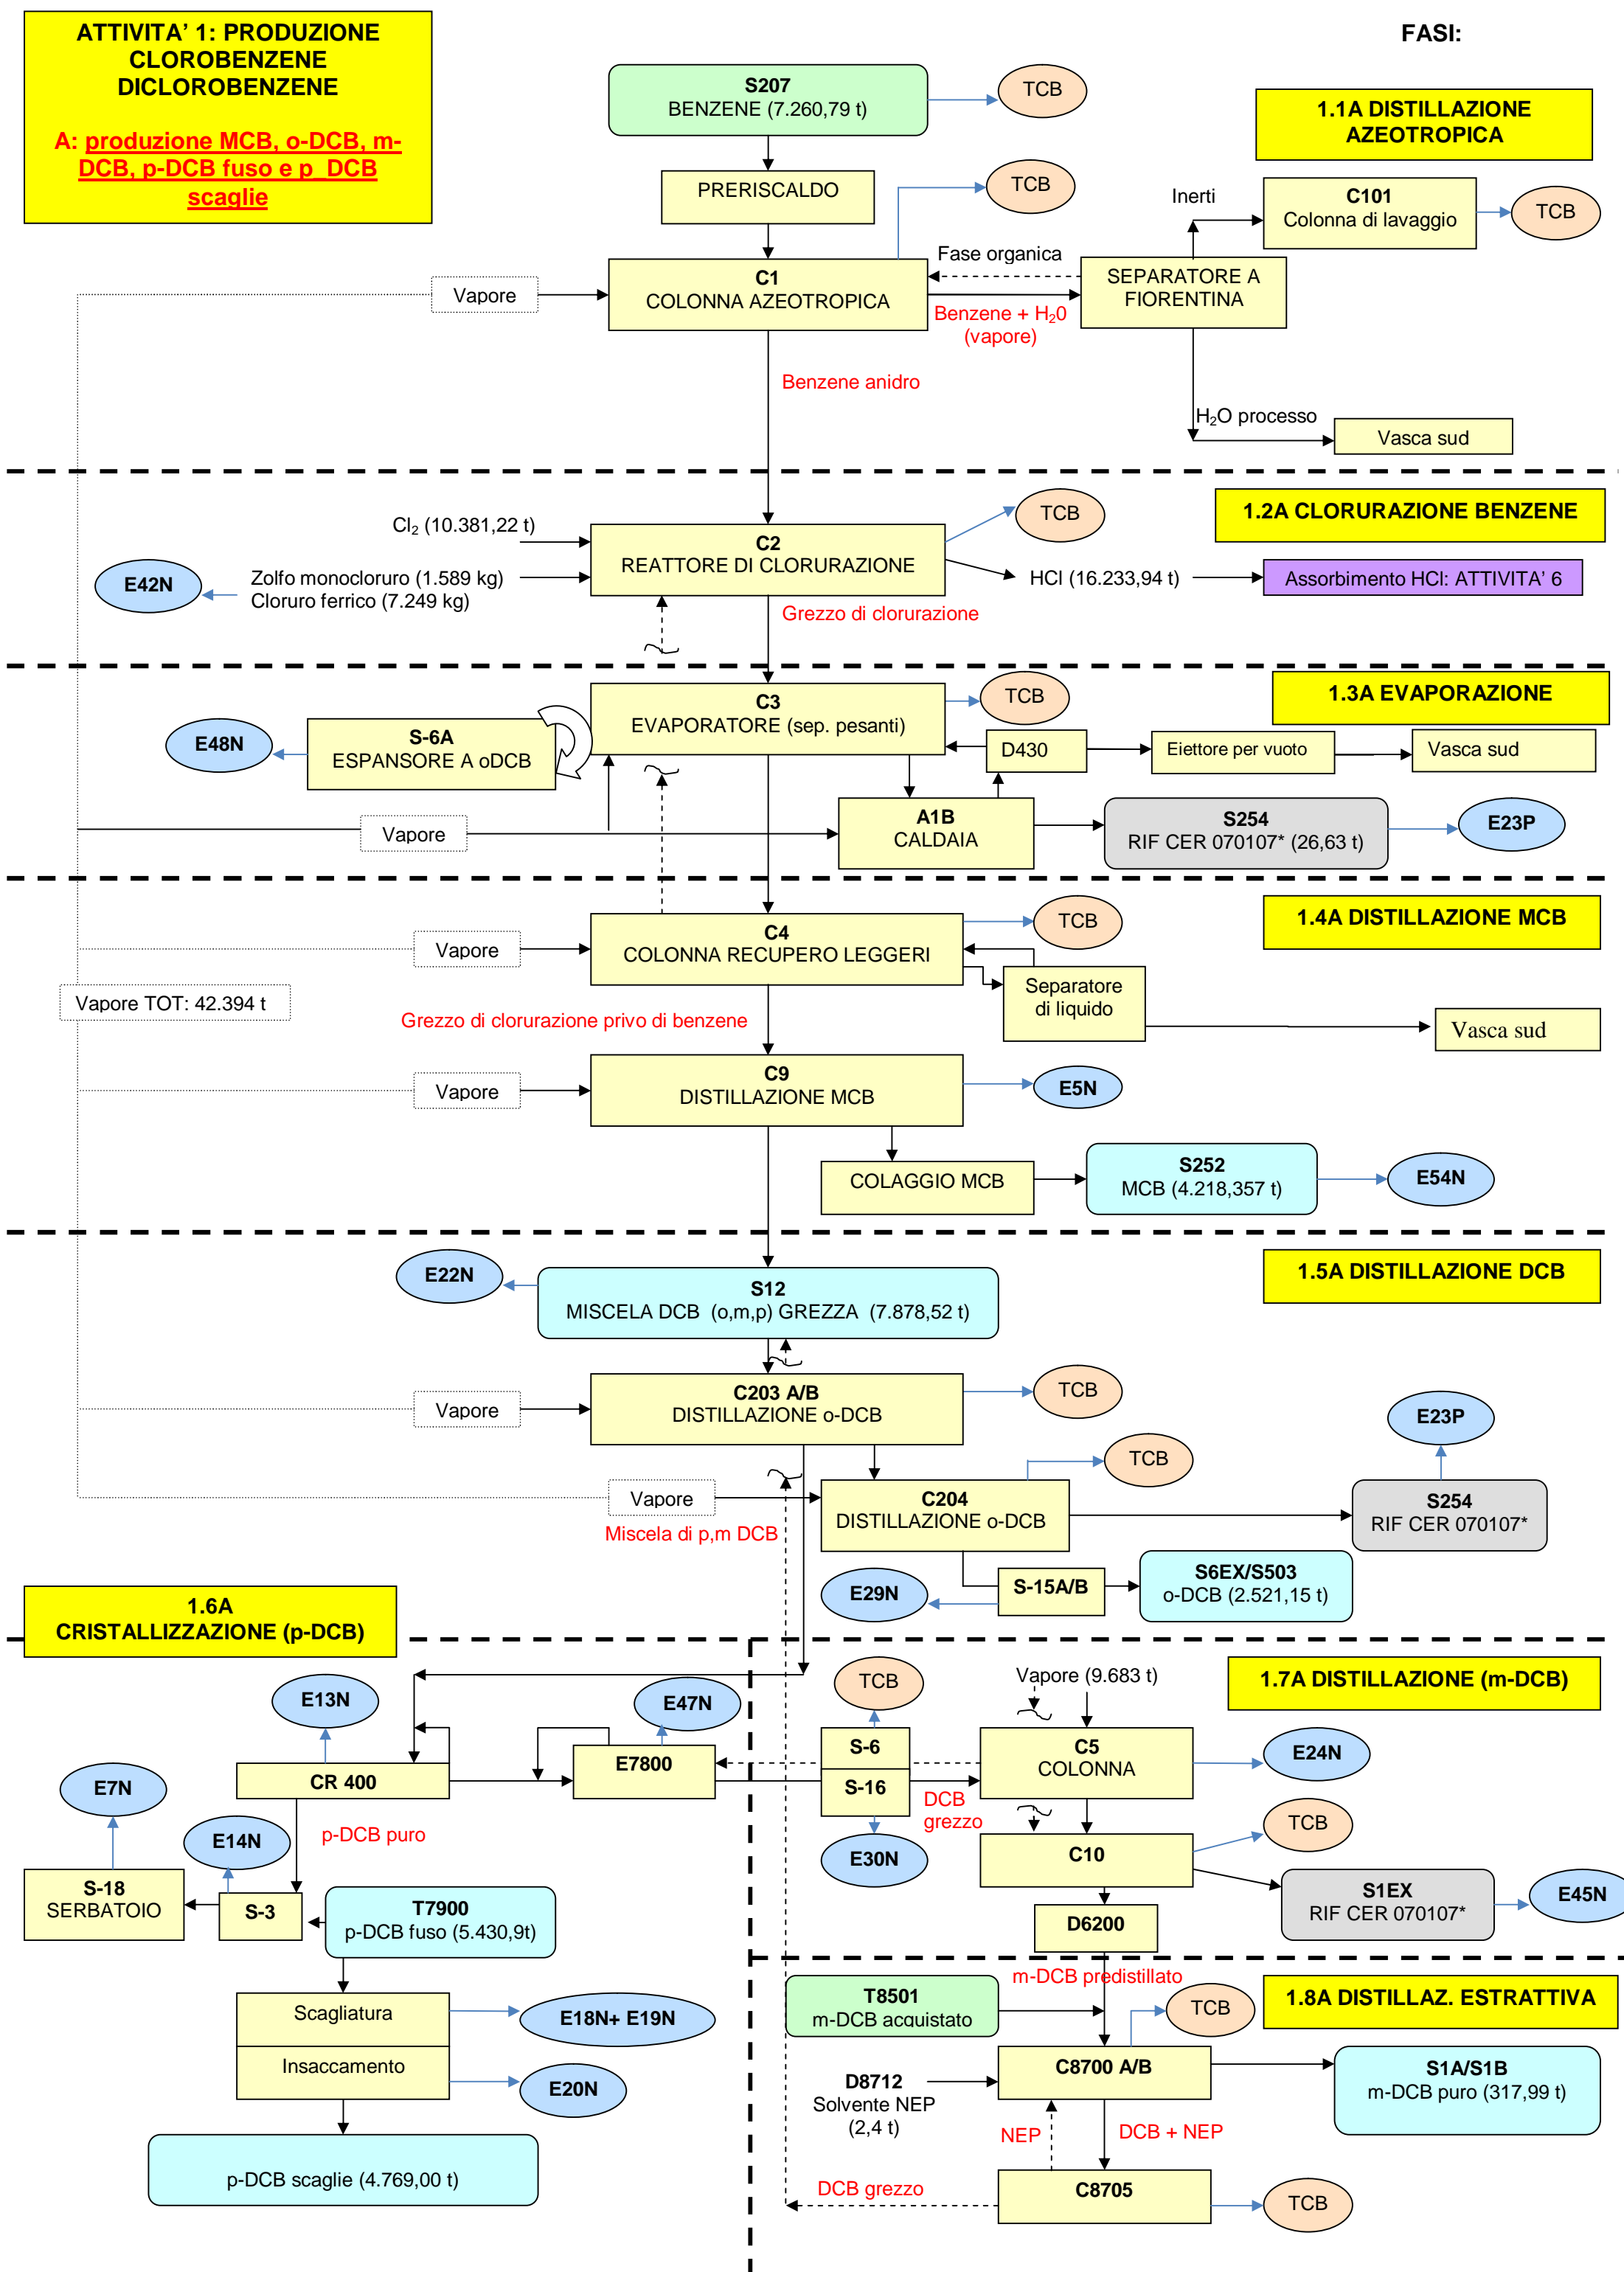 ATTIVITA’ 1: PRODUZIONE
CLOROBENZENE
DICLOROBENZENE
A: produzione MCB, o-DCB, m-
DCB, p-DCB fuso e p_DCB
scaglie
FASI:
S207
BENZENE (7.260,79 t)
TCB
1.1A DISTILLAZIONE
AZEOTROPICA
PRERISCALDO
TCB
Inerti
C101
Colonna di lavaggio
TCB
Vapore
C1
COLONNA AZEOTROPICA
Fase organica
Benzene + H20
(vapore)
SEPARATORE A
FIORENTINA
Benzene anidro
H2O processo
Vasca sud
1.2A CLORURAZIONE BENZENE
Cl2 (10.381,22 t)
TCB
C2
REATTORE DI CLORURAZIONE
E42N
Zolfo monocloruro (1.589 kg)
Cloruro ferrico (7.249 kg)
HCl (16.233,94 t)
Assorbimento HCl: ATTIVITA’ 6
Grezzo di clorurazione
1.3A EVAPORAZIONE
C3
EVAPORATORE (sep. pesanti)
TCB
E48N
S-6A
ESPANSORE A oDCB
D430
Eiettore per vuoto
Vasca sud
Vapore
A1B
CALDAIA
S254
RIF CER 070107* (26,63 t)
E23P
1.4A DISTILLAZIONE MCB
Vapore
C4
COLONNA RECUPERO LEGGERI
TCB
Separatore
di liquido
Vapore TOT: 42.394 t
Grezzo di clorurazione privo di benzene
Vasca sud
Vapore
C9
DISTILLAZIONE MCB
E5N
COLAGGIO MCB
S252
MCB (4.218,357 t)
E54N
1.5A DISTILLAZIONE DCB
E22N
S12
MISCELA DCB (o,m,p) GREZZA (7.878,52 t)
Vapore
C203 A/B
DISTILLAZIONE o-DCB
TCB
E23P
TCB
Vapore
C204
DISTILLAZIONE o-DCB
S254
RIF CER 070107*
Miscela di p,m DCB
E29N
S-15A/B
S6EX/S503
o-DCB (2.521,15 t)
1.6A
CRISTALLIZZAZIONE (p-DCB)
1.7A DISTILLAZIONE (m-DCB)
E13N
E47N
TCB
Vapore (9.683 t)
CR 400
E7800
S-6
S-16
C5
COLONNA
E24N
DCB
grezzo
E7N
E14N
p-DCB puro
E30N
C10
TCB
S-18
SERBATOIO
S-3
T7900
p-DCB fuso (5.430,9t)
S1EX
RIF CER 070107*
E45N
D6200
m-DCB predistillato
1.8A DISTILLAZ. ESTRATTIVA
T8501
m-DCB acquistato
TCB
Scagliatura
E18N+ E19N
Insaccamento
E20N
D8712
Solvente NEP
(2,4 t)
C8700 A/B
S1A/S1B
m-DCB puro (317,99 t)
NEP
DCB + NEP
p-DCB scaglie (4.769,00 t)
DCB grezzo
C8705
TCB